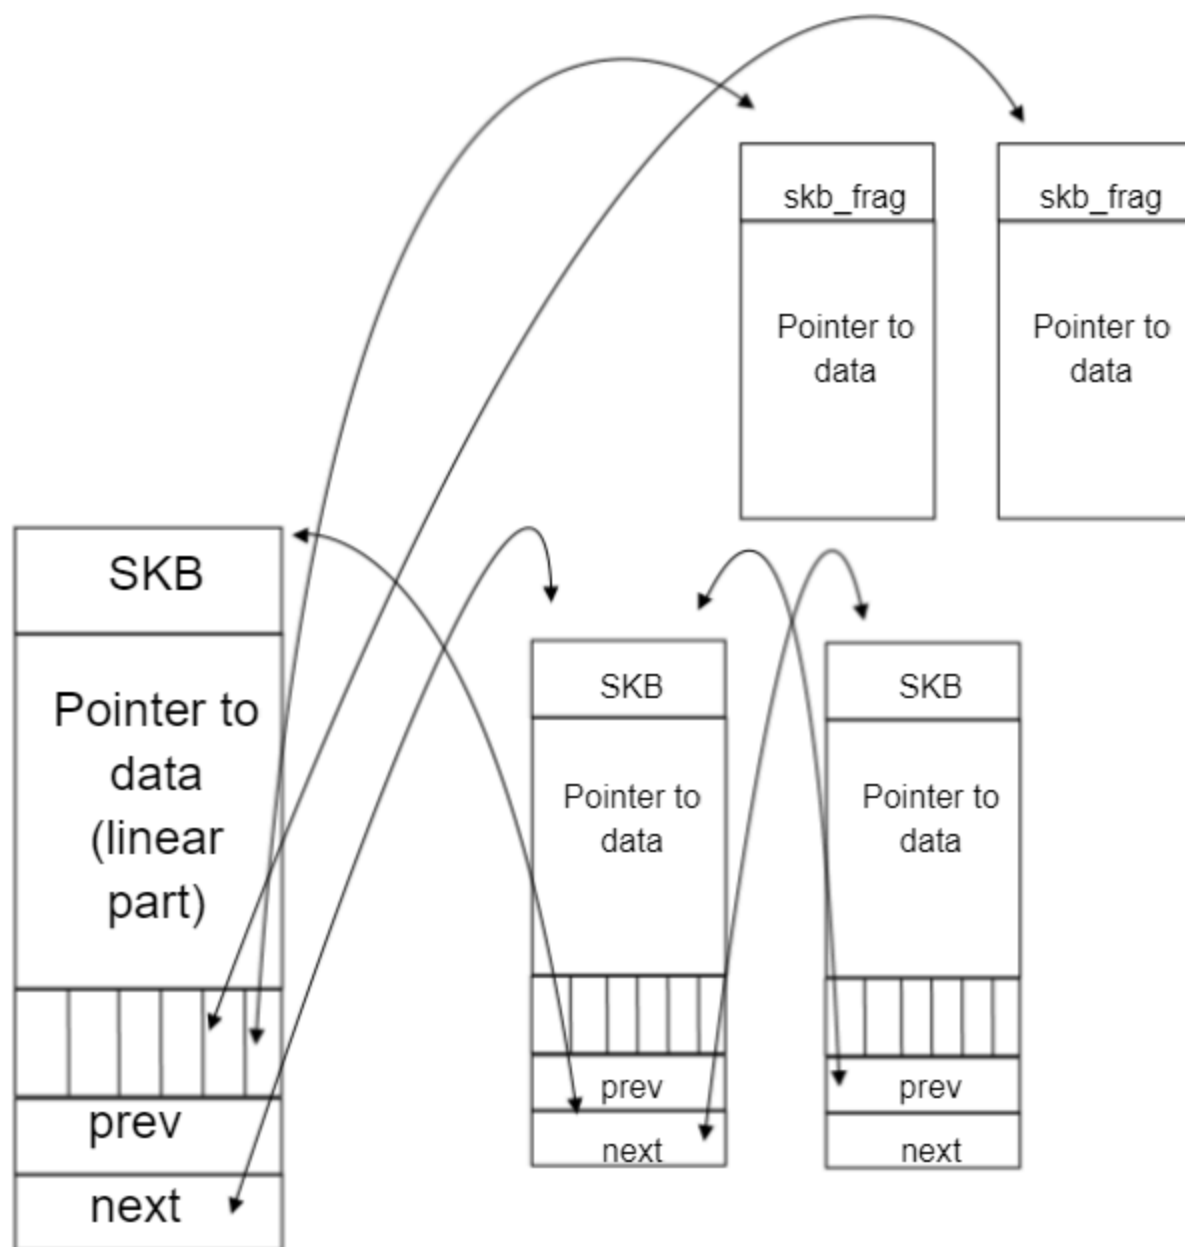 skb_frag
Pointer to
data
skb_frag
Pointer to
data
SKB
Pointer to
data
(linear
part)
prev
next
SKB
Pointer to
data
prev
next
SKB
Pointer to
data
prev
next